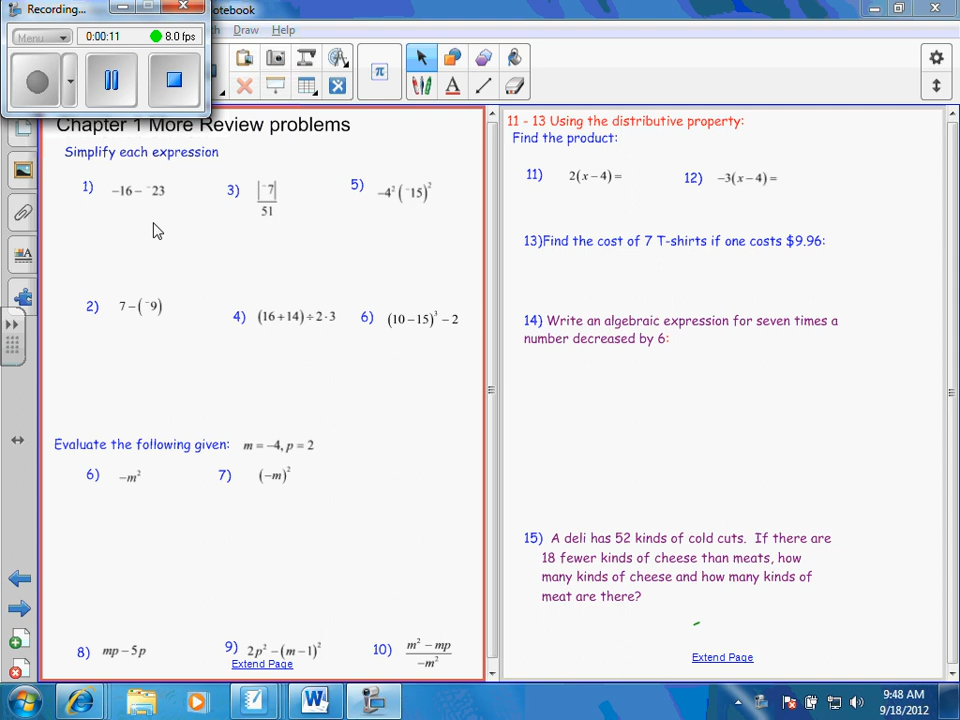 Recording...
otebook
Menu
0:00:11
8.0 fps
th Draw Help
π
A
Chapter 1 More Review problems
Simplify each expression
1) -16 - ⁻23
3) |⁻7| / 51
5) -4² (⁻15)²
2) 7 - (⁻9)
4) (16 + 14) ÷ 2 · 3
6) (10 - 15)³ - 2
Evaluate the following given: m = -4, p = 2
6) -m²
7) (-m)²
8) mp - 5p
9) 2p² - (m - 1)²
10) m² - mp / -m²
Extend Page
11 - 13 Using the distributive property:
Find the product:
11) 2(x - 4) =
12) -3(x - 4) =
13)Find the cost of 7 T-shirts if one costs $9.96:
14) Write an algebraic expression for seven times a
number decreased by 6:
15) A deli has 52 kinds of cold cuts. If there are
18 fewer kinds of cheese than meats, how
many kinds of cheese and how many kinds of
meat are there?
Extend Page
9:48 AM
9/18/2012